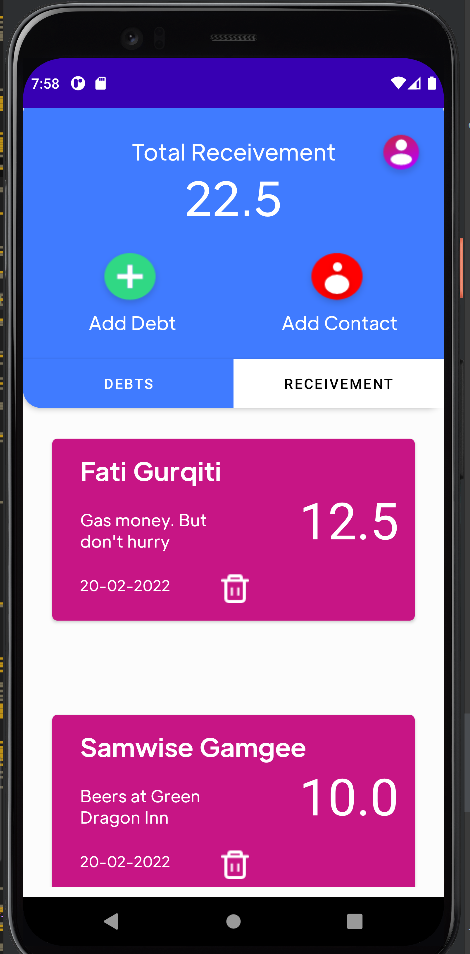 7:58
Total Receivement
22.5
Add Debt
Add Contact
DEBTS
RECEIVEMENT
Fati Gurqiti
Gas money. But
don't hurry
12.5
20-02-2022
Samwise Gamgee
Beers at Green
Dragon Inn
10.0
20-02-2022